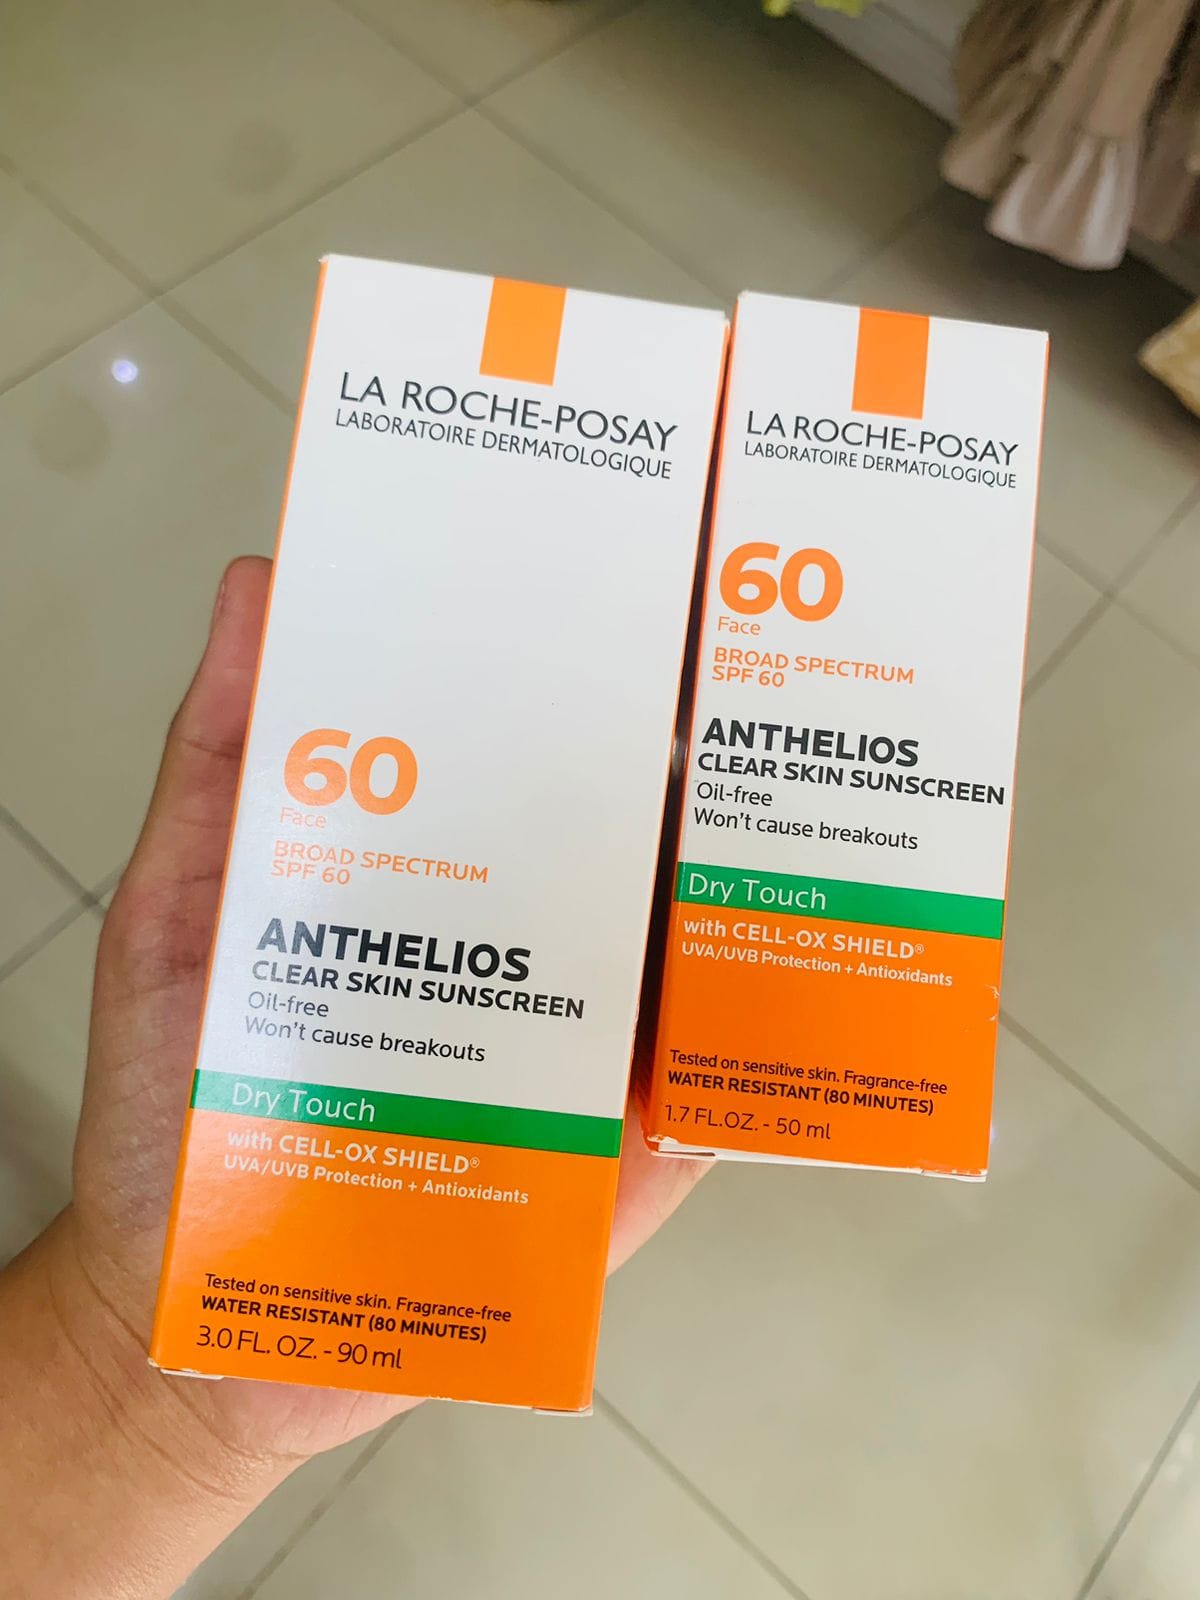 LA ROCHE-POSAY
LABORATOIRE DERMATOLOGIQUE
60
Face
BROAD SPECTRUM
SPF 60
ANTHELIOS
CLEAR SKIN SUNSCREEN
Oil-free
Won't cause breakouts
Dry Touch
with CELL-OX SHIELD®
UVA/UVB Protection + Antioxidants
Tested on sensitive skin. Fragrance-free
WATER RESISTANT (80 MINUTES)
3.0 FL. OZ. - 90 ml
LA ROCHE-POSAY
LABORATOIRE DERMATOLOGIQUE
60
Face
BROAD SPECTRUM
SPF 60
ANTHELIOS
CLEAR SKIN SUNSCREEN
Oil-free
Won't cause breakouts
Dry Touch
with CELL-OX SHIELD®
UVA/UVB Protection + Antioxidants
Tested on sensitive skin. Fragrance-free
WATER RESISTANT (80 MINUTES)
1.7 FL.OZ. - 50 ml